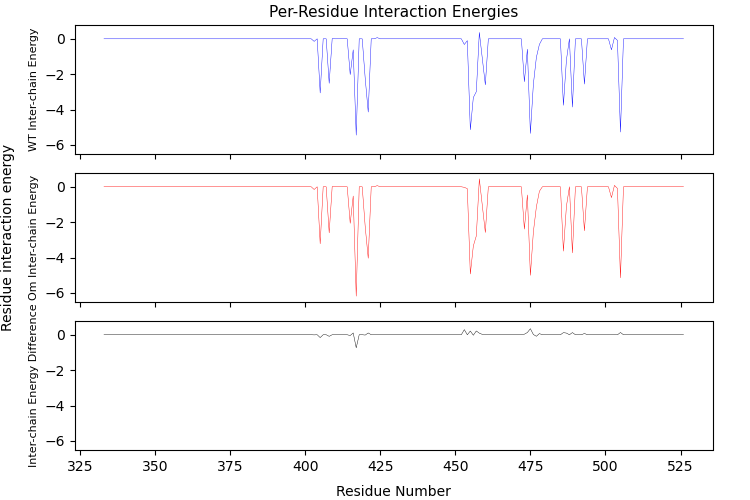 Per-Residue Interaction Energies
Residue interaction energy
WT Inter-chain Energy
0
−2
−4
−6
Om Inter-chain Energy
0
−2
−4
−6
Inter-chain Energy Difference
0
−2
−4
−6
325 350 375 400 425 450 475 500 525
Residue Number